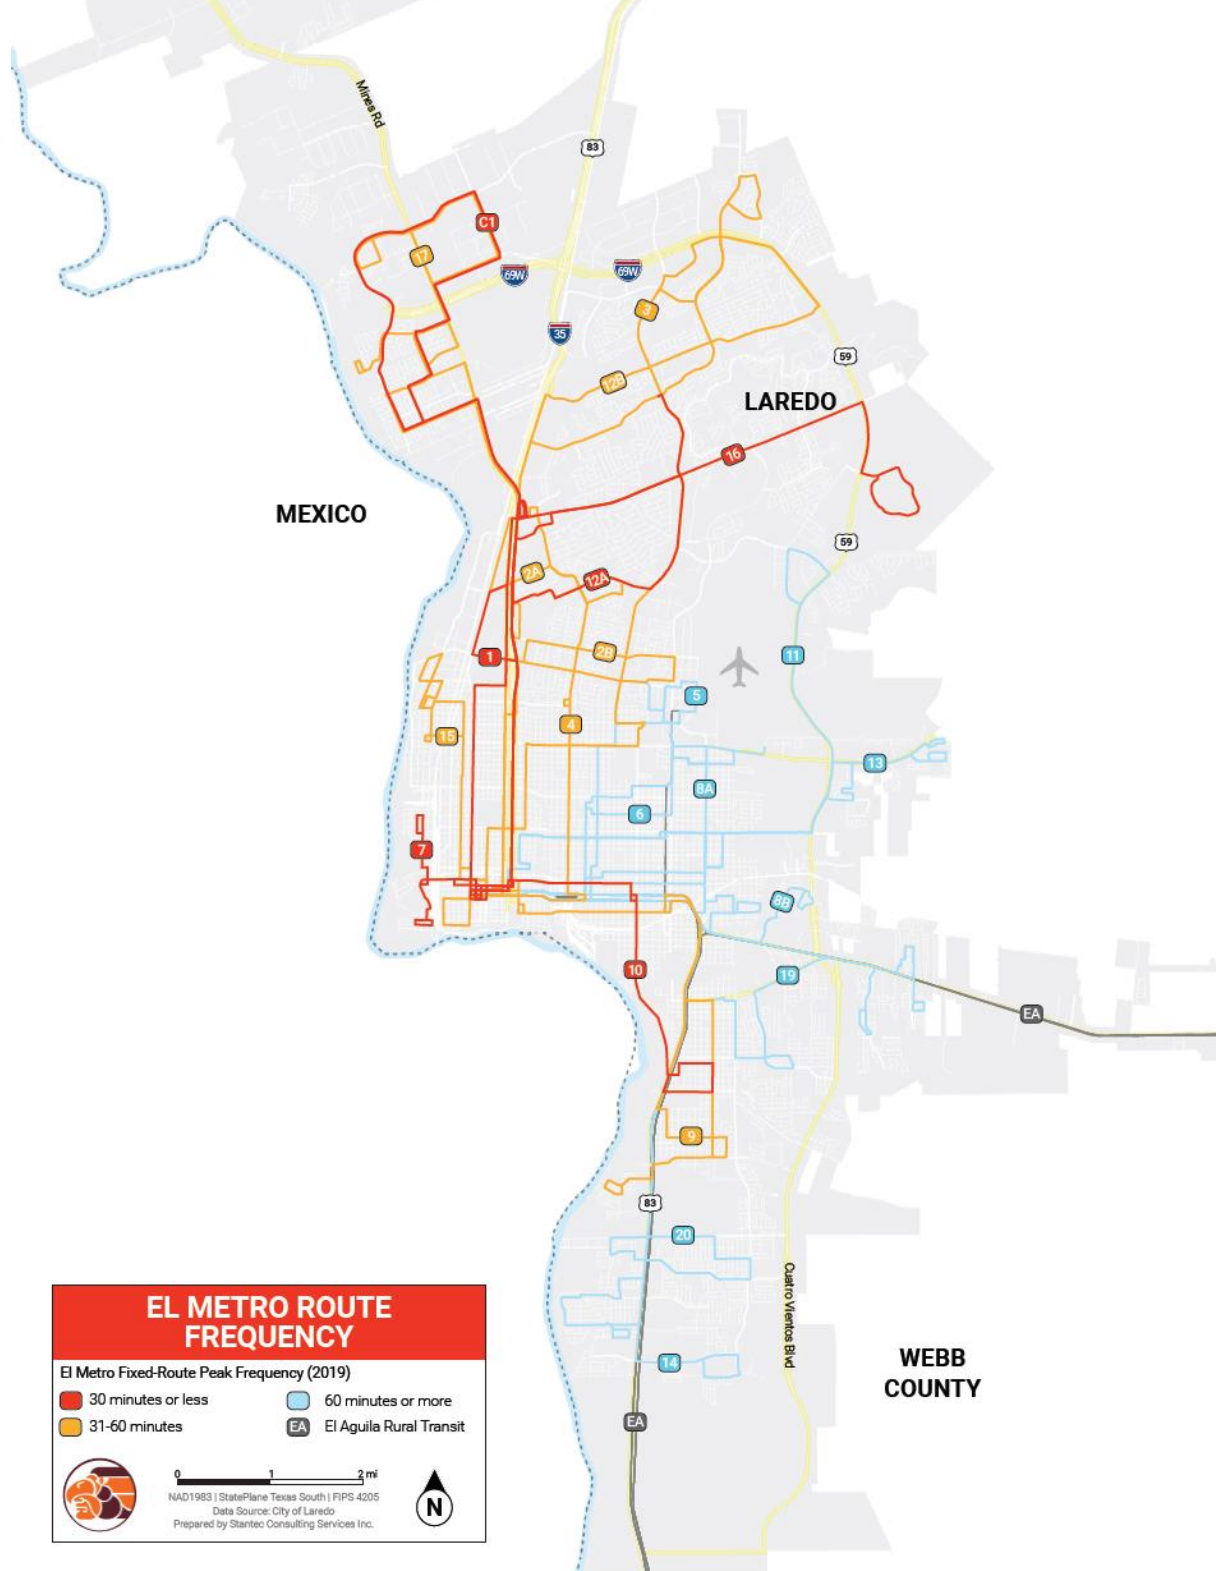 Mines Rd
83
C1
17
69W
69W
3
35
59
12B
LAREDO
16
MEXICO
59
2A
12A
2B
1
11
5
4
15
13
8A
6
7
8B
10
19
EA
9
83
20
Cuatro Vientos Blvd
14
WEBB
COUNTY
EA
EL METRO ROUTE
FREQUENCY
El Metro Fixed-Route Peak Frequency (2019)
30 minutes or less
60 minutes or more
31-60 minutes
EA El Aguila Rural Transit
0 1 2 mi
NAD1983 | StatePlane Texas South | FIPS 4205
Data Source: City of Laredo
Prepared by Stantec Consulting Services Inc.
N